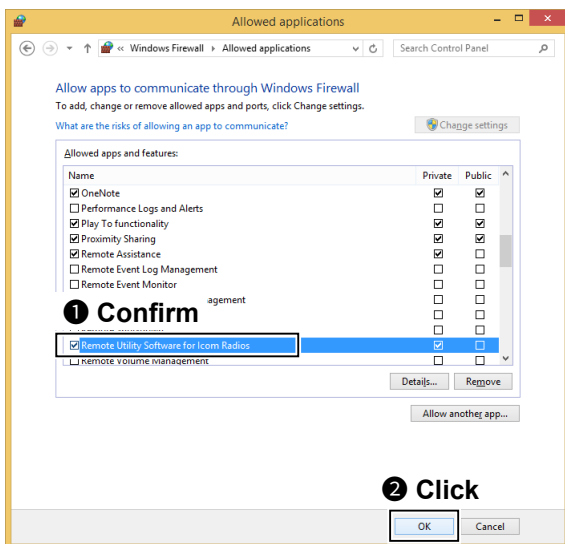 Allowed applications
« Windows Firewall ▸ Allowed applications
Search Control Panel
Allow apps to communicate through Windows Firewall
To add, change or remove allowed apps and ports, click Change settings.
What are the risks of allowing an app to communicate?
Change settings
Allowed apps and features:
Name Private Public
OneNote
Performance Logs and Alerts
Play To functionality
Proximity Sharing
Remote Assistance
Remote Event Log Management
Remote Event Monitor
agement
❶ Confirm
Remote Utility Software for Icom Radios
Remote Volume Management
Details... Remove
Allow another app...
❷ Click
OK Cancel